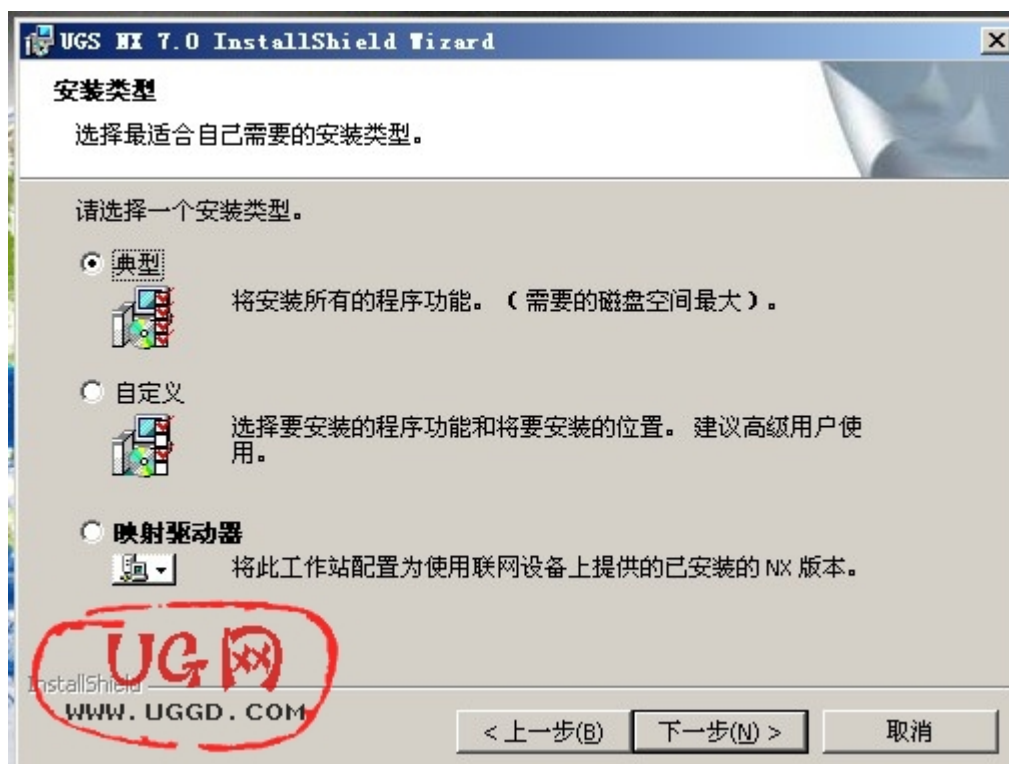 UGS NX 7.0 InstallShield Wizard
安装类型
选择最适合自己需要的安装类型。
请选择一个安装类型。
典型
将安装所有的程序功能。（需要的磁盘空间最大）。
自定义
选择要安装的程序功能和将要安装的位置。 建议高级用户使
用。
映射驱动器
将此工作站配置为使用联网设备上提供的已安装的 NX 版本。
UG网
InstallShield
WWW.UGGD.COM
<上一步(B)
下一步(N) >
取消